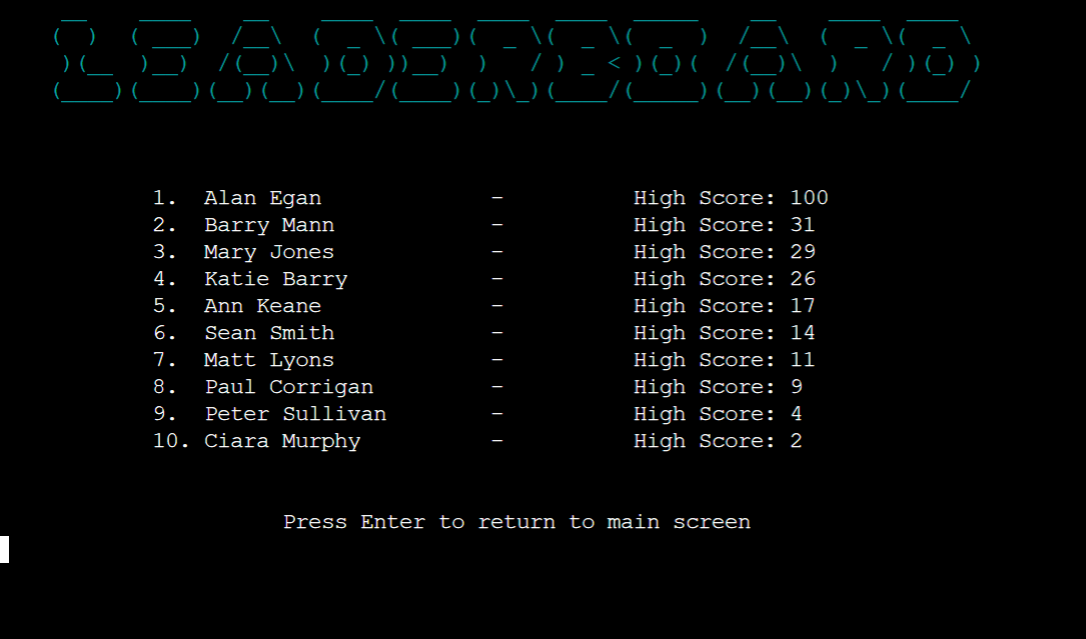 LEADERBOARD
1. Alan Egan - High Score: 100
2. Barry Mann - High Score: 31
3. Mary Jones - High Score: 29
4. Katie Barry - High Score: 26
5. Ann Keane - High Score: 17
6. Sean Smith - High Score: 14
7. Matt Lyons - High Score: 11
8. Paul Corrigan - High Score: 9
9. Peter Sullivan - High Score: 4
10. Ciara Murphy - High Score: 2
Press Enter to return to main screen